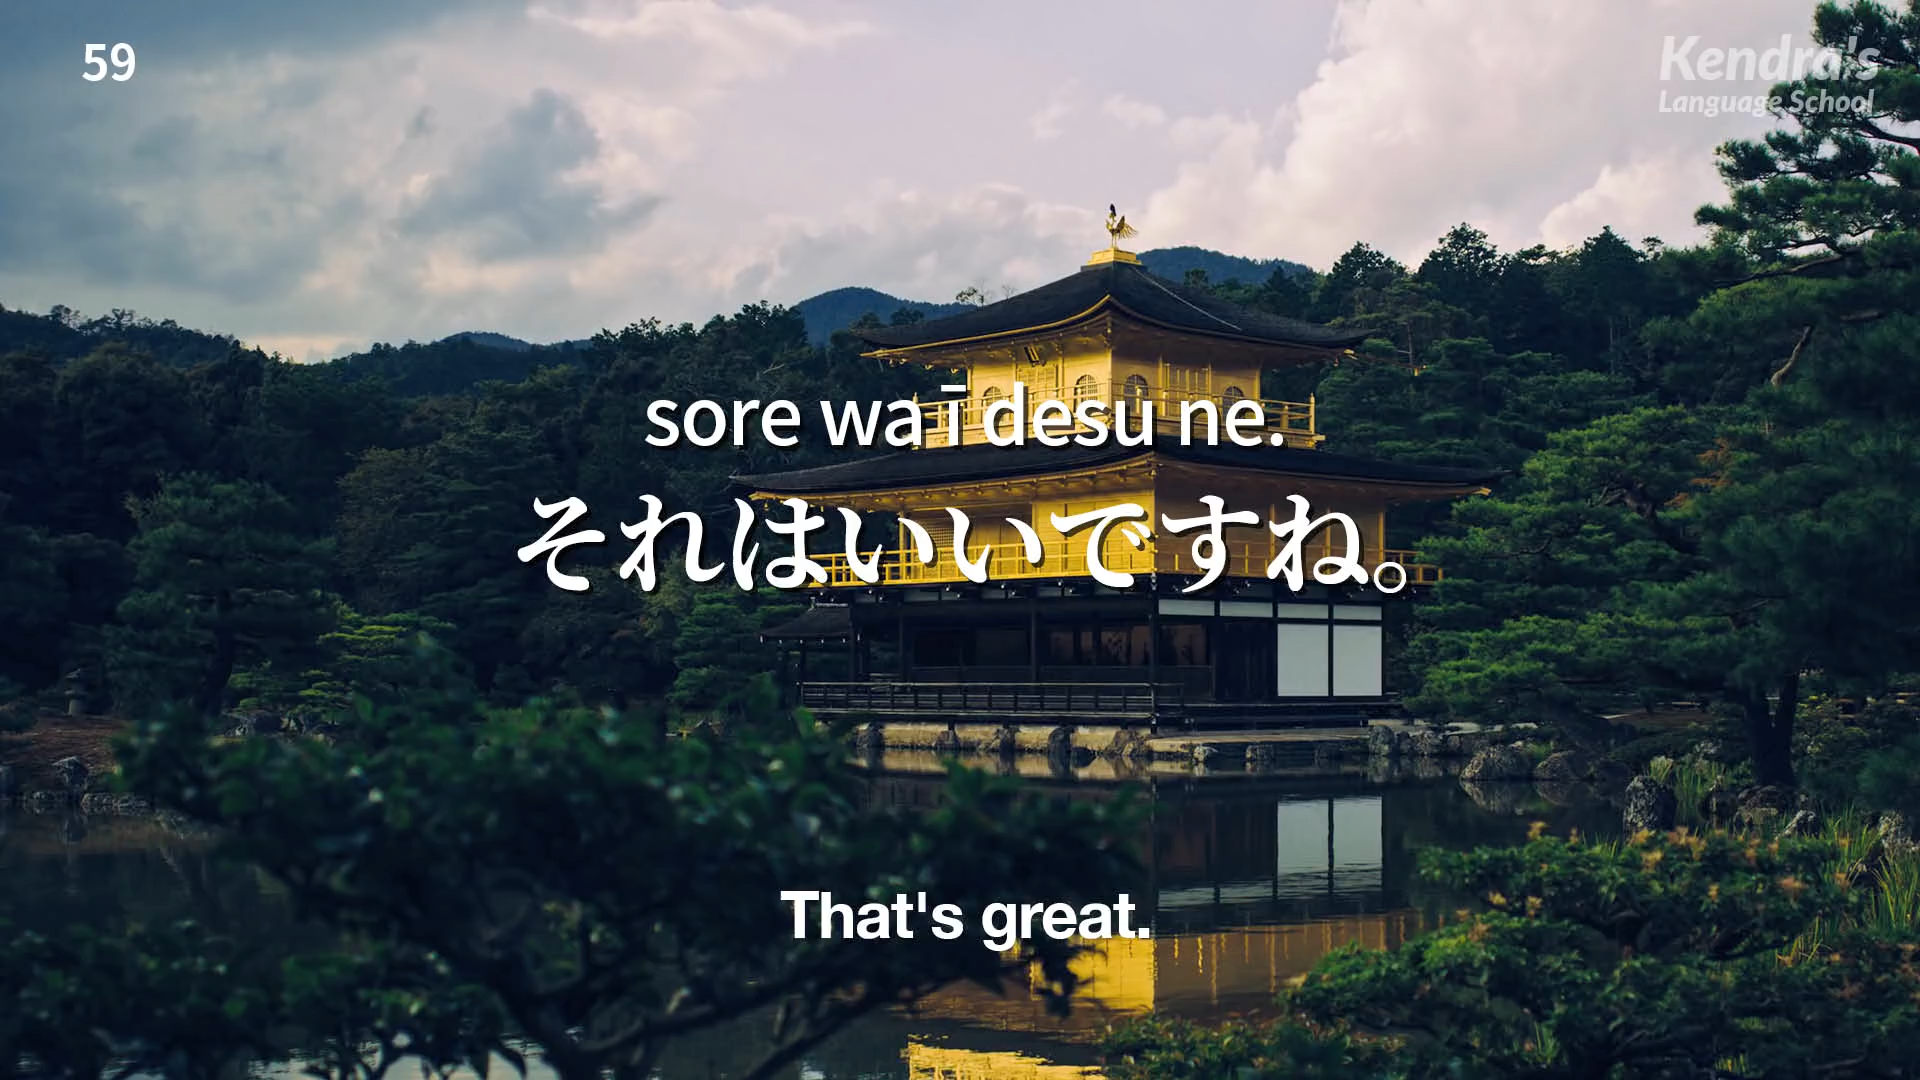 59
Kendra's
Language School
sore wa ī desu ne.
それはいいですね。
That's great.